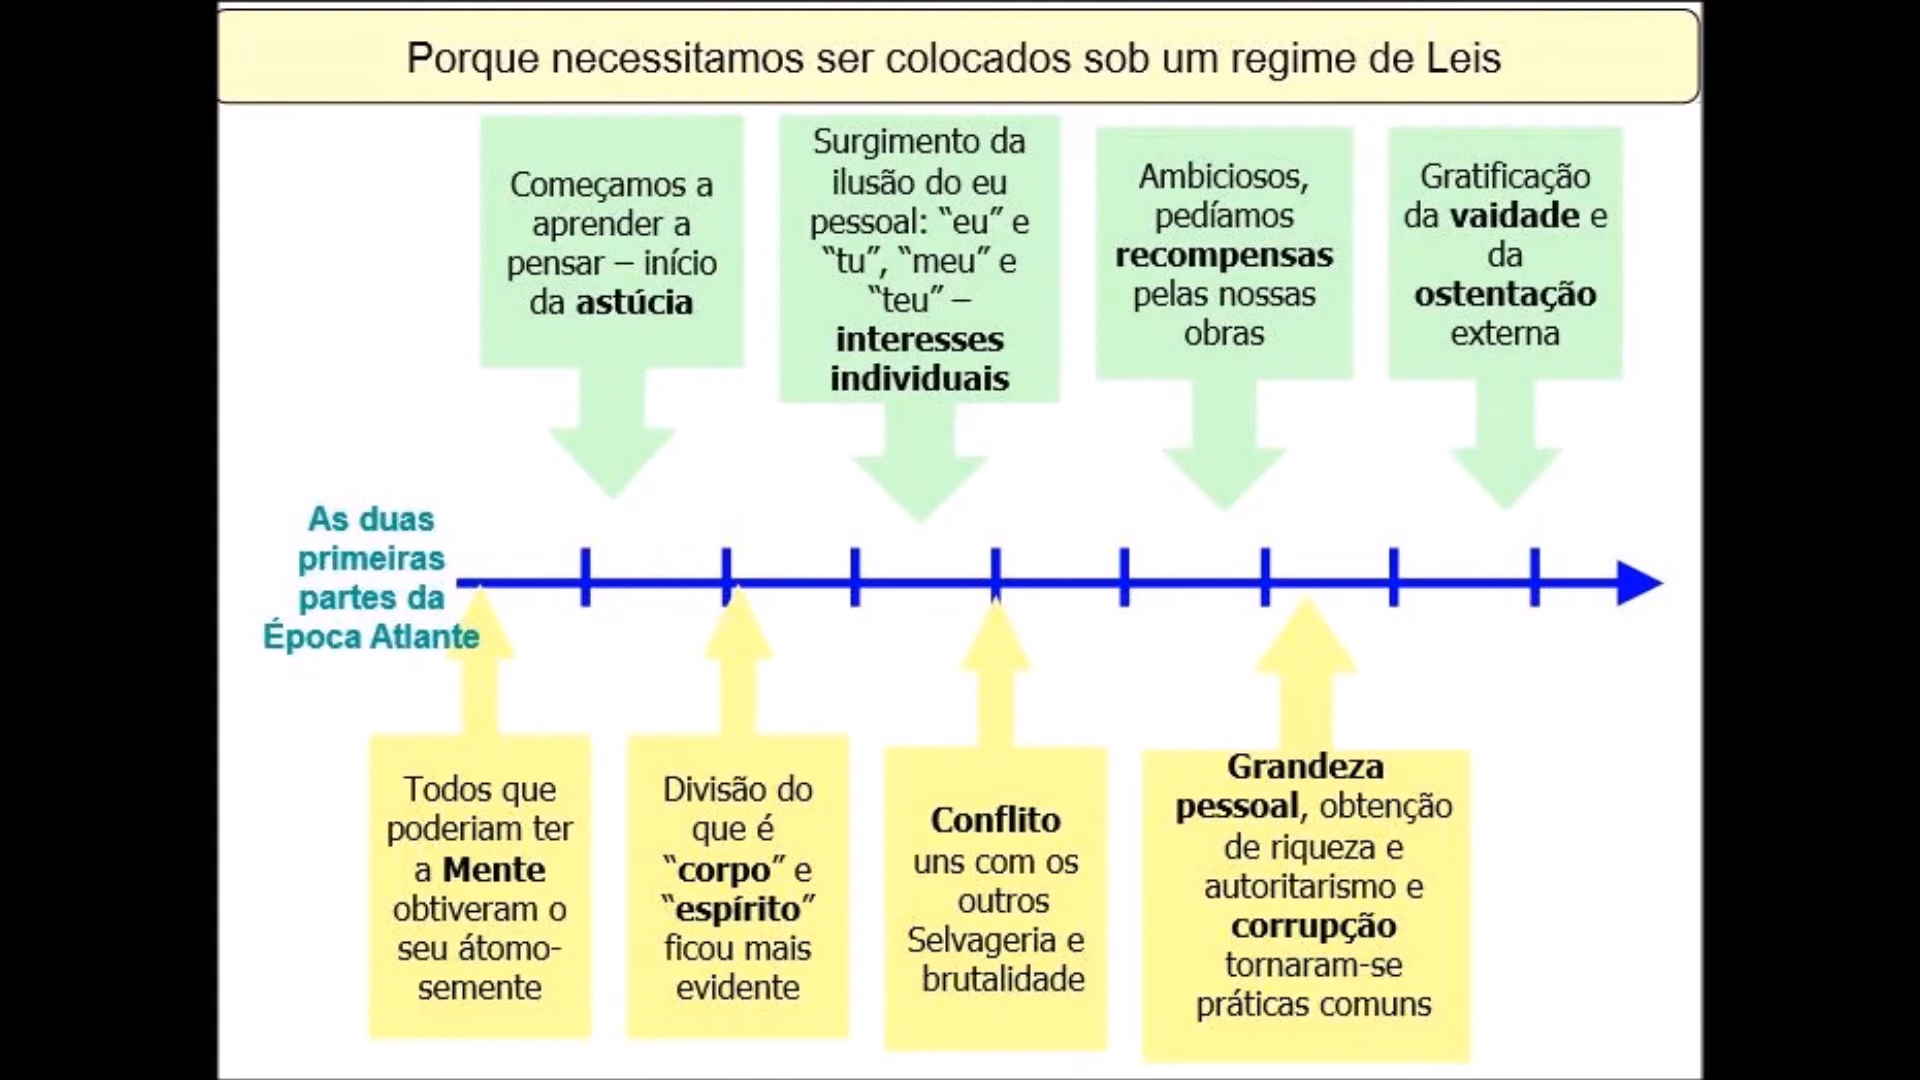 Porque necessitamos ser colocados sob um regime de Leis
Começamos a
aprender a
pensar – início
da astúcia
Surgimento da
ilusão do eu
pessoal: “eu” e
“tu”, “meu” e
“teu” –
interesses
individuais
Ambiciosos,
pedíamos
recompensas
pelas nossas
obras
Gratificação
da vaidade e
da
ostentação
externa
As duas
primeiras
partes da
Época Atlante
Todos que
poderiam ter
a Mente
obtiveram o
seu átomo-
semente
Divisão do
que é
“corpo” e
“espírito”
ficou mais
evidente
Conflito
uns com os
outros
Selvageria e
brutalidade
Grandeza
pessoal, obtenção
de riqueza e
autoritarismo e
corrupção
tornaram-se
práticas comuns